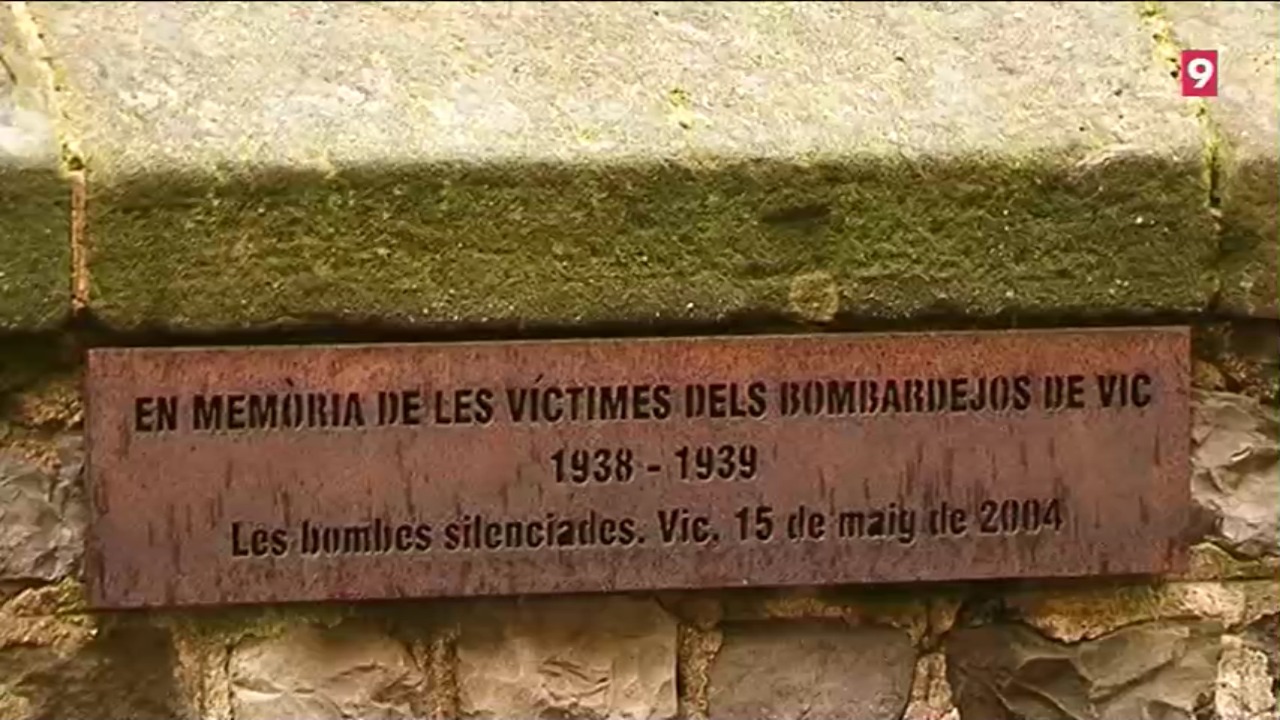 9
EN MEMÒRIA DE LES VÍCTIMES DELS BOMBARDEJOS DE VIC
1938 - 1939
Les bombes silenciades. Vic, 15 de maig de 2004